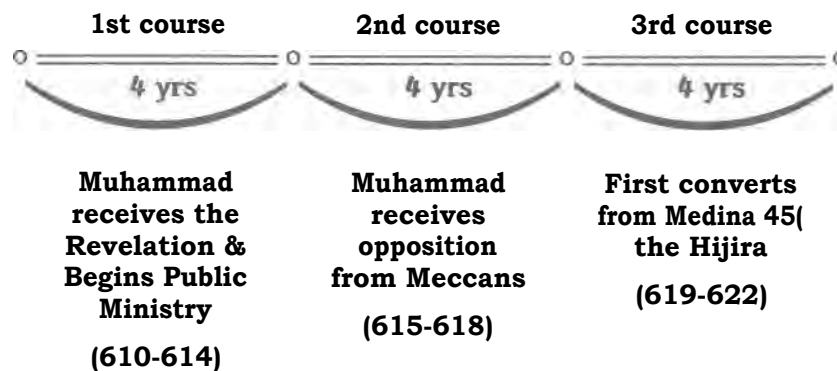 1st course
2nd course
3rd course
4 yrs
4 yrs
4 yrs
Muhammad
receives the
Revelation &
Begins Public
Ministry
(610-614)
Muhammad
receives
opposition
from Meccans
(615-618)
First converts
from Medina 45(
the Hijira
(619-622)